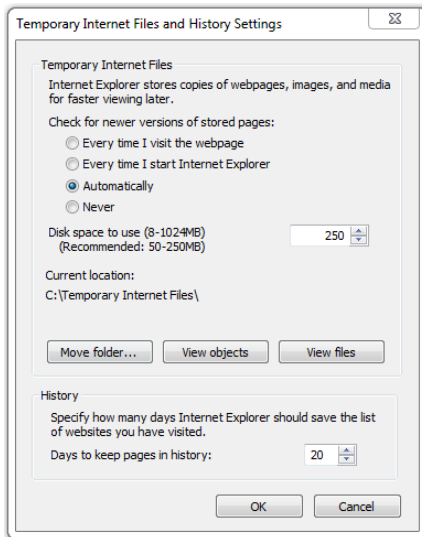 Temporary Internet Files and History Settings
Temporary Internet Files
Internet Explorer stores copies of webpages, images, and media
for faster viewing later.
Check for newer versions of stored pages:
Every time I visit the webpage
Every time I start Internet Explorer
Automatically
Never
Disk space to use (8-1024MB) 250
(Recommended: 50-250MB)
Current location:
C:\Temporary Internet Files\
Move folder... View objects View files
History
Specify how many days Internet Explorer should save the list
of websites you have visited.
Days to keep pages in history: 20
OK Cancel